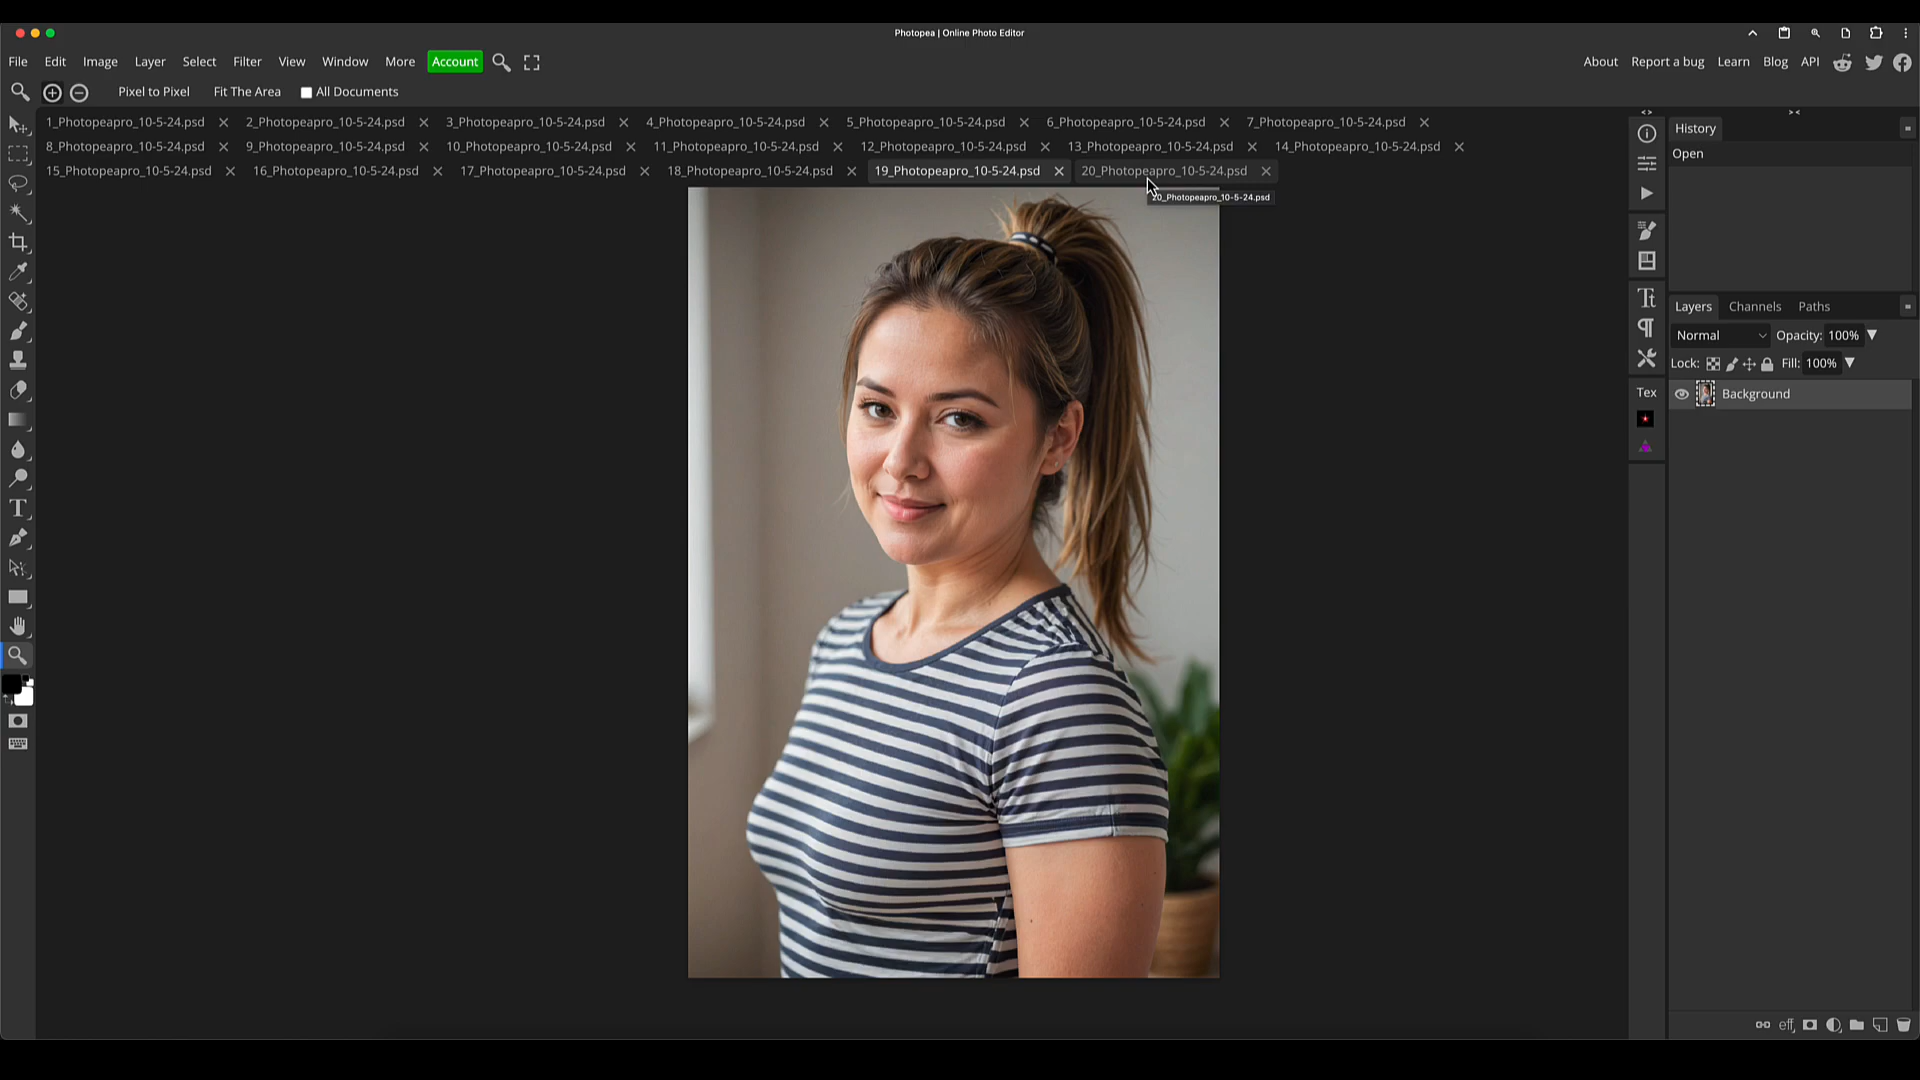 Photopea | Online Photo Editor
File Edit Image Layer Select Filter View Window More Account About Report a bug Learn Blog API
Pixel to Pixel Fit The Area All Documents
1_Photopeapro_10-5-24.psd 2_Photopeapro_10-5-24.psd 3_Photopeapro_10-5-24.psd 4_Photopeapro_10-5-24.psd 5_Photopeapro_10-5-24.psd 6_Photopeapro_10-5-24.psd 7_Photopeapro_10-5-24.psd
8_Photopeapro_10-5-24.psd 9_Photopeapro_10-5-24.psd 10_Photopeapro_10-5-24.psd 11_Photopeapro_10-5-24.psd 12_Photopeapro_10-5-24.psd 13_Photopeapro_10-5-24.psd 14_Photopeapro_10-5-24.psd
15_Photopeapro_10-5-24.psd 16_Photopeapro_10-5-24.psd 17_Photopeapro_10-5-24.psd 18_Photopeapro_10-5-24.psd 19_Photopeapro_10-5-24.psd 20_Photopeapro_10-5-24.psd
20_Photopeapro_10-5-24.psd
History
Open
Layers Channels Paths
Normal Opacity: 100%
Lock: Fill: 100%
Tex
Background
eff